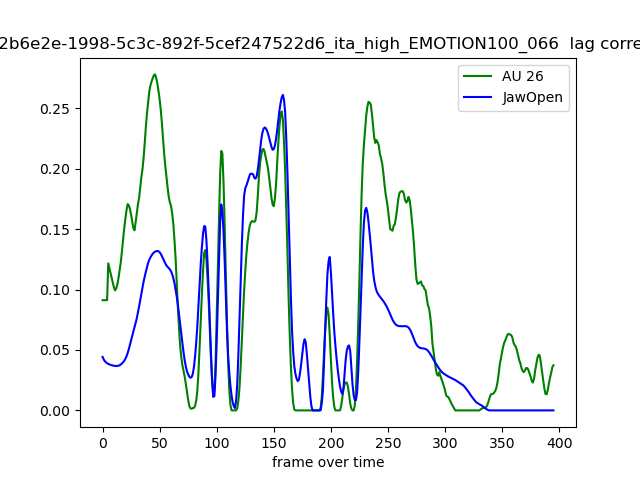 2b6e2e-1998-5c3c-892f-5cef247522d6_ita_high_EMOTION100_066 lag corre
AU 26
JawOpen
0.25
0.20
0.15
0.10
0.05
0.00
0 50 100 150 200 250 300 350 400
frame over time